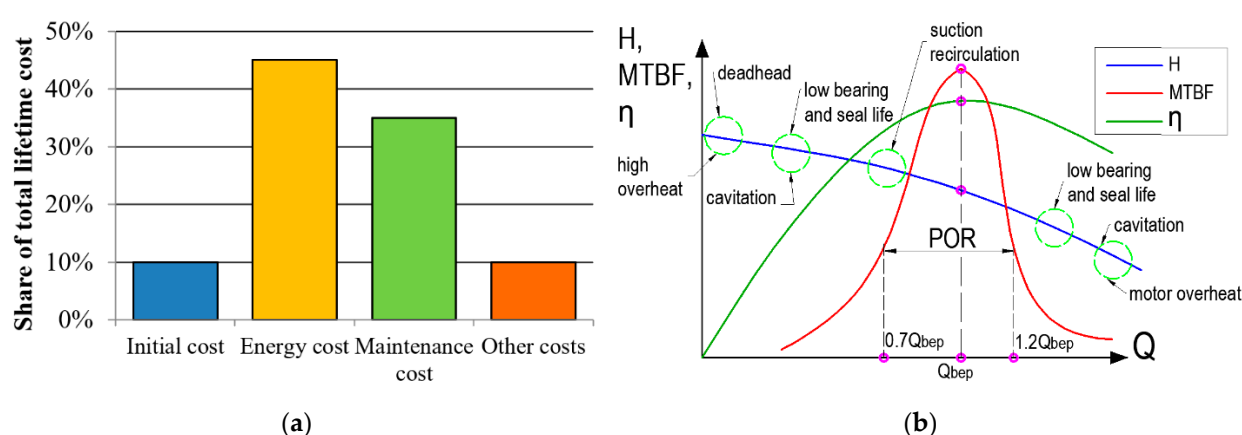 Share of total lifetime cost
50%
40%
30%
20%
10%
0%
Initial cost
Energy cost
Maintenance
cost
Other costs
(a)
H,
MTBF,
η
deadhead
low bearing
and seal life
suction
recirculation
H
MTBF
η
high
overheat
cavitation
low bearing
and seal life
cavitation
POR
motor overheat
0.7Qbep
1.2Qbep
Q
Qbep
(b)